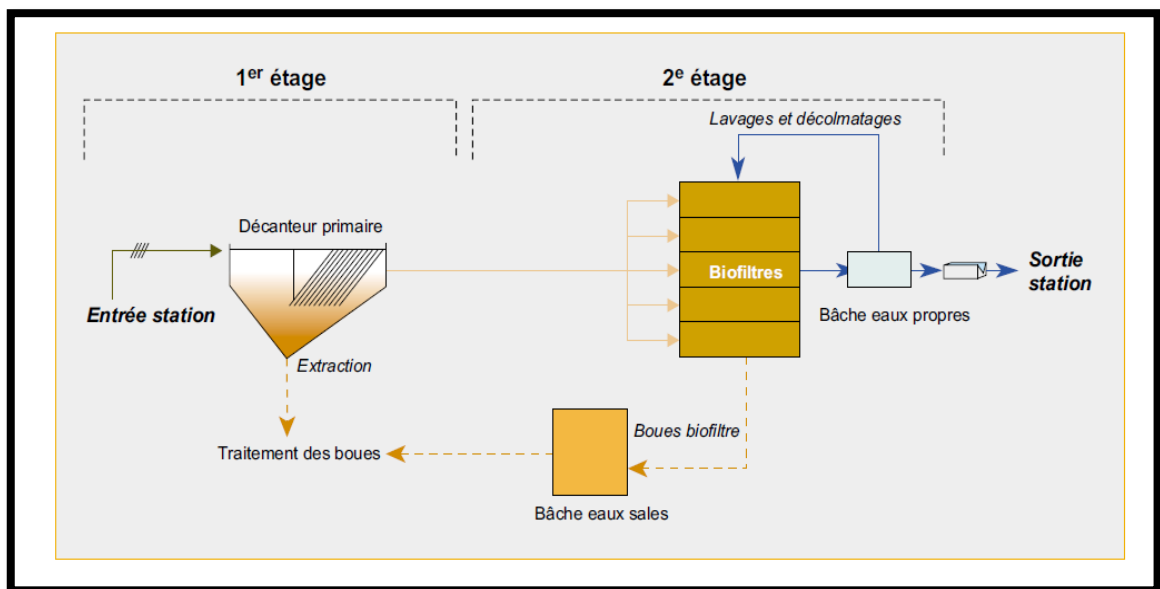 1er étage
2e étage
Lavages et décolmatages
Décanteur primaire
Biofiltres
Sortie
station
Entrée station
Bâche eaux propres
Extraction
Boues biofiltre
Traitement des boues
Bâche eaux sales